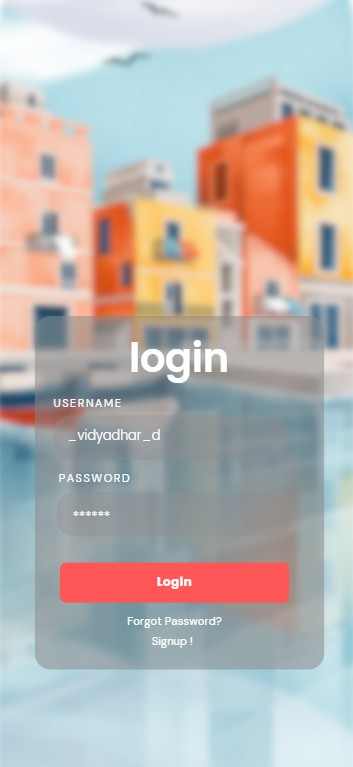 login
USERNAME
_vidyadhar_d
PASSWORD
******
Login
Forgot Password?
Signup !